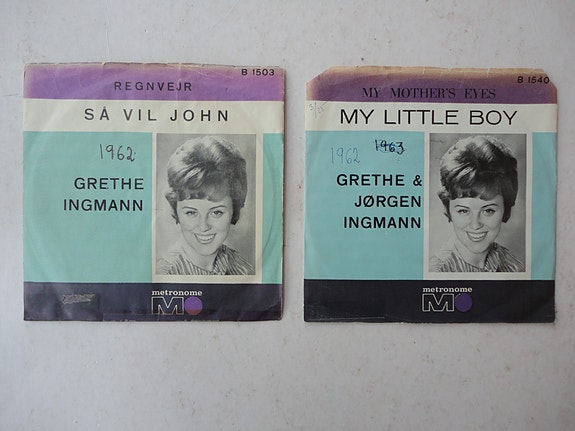 B 1503
REGNVEJR
SÅ VIL JOHN
1962
GRETHE
INGMANN
metronome
M
B 1540
MY MOTHER'S EYES
MY LITTLE BOY
1962
1963
GRETHE &
JØRGEN
INGMANN
metronome
M